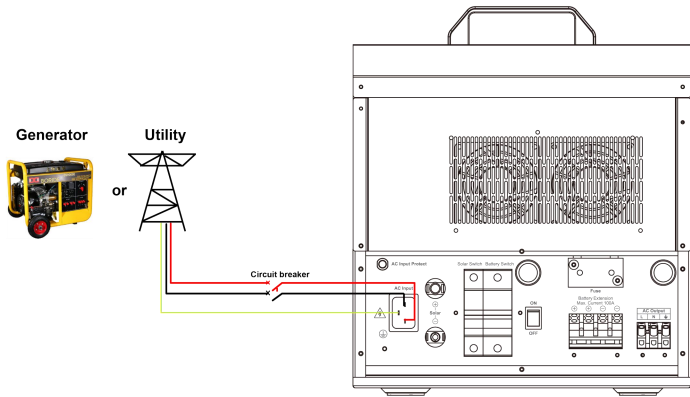 Generator
Utility
or
Circuit breaker
AC Input Protect
Solar Switch
Battery Switch
AC Input
Solar
ON
OFF
Fuse
Battery Extension
Max. Current:100A
AC Output
L
N